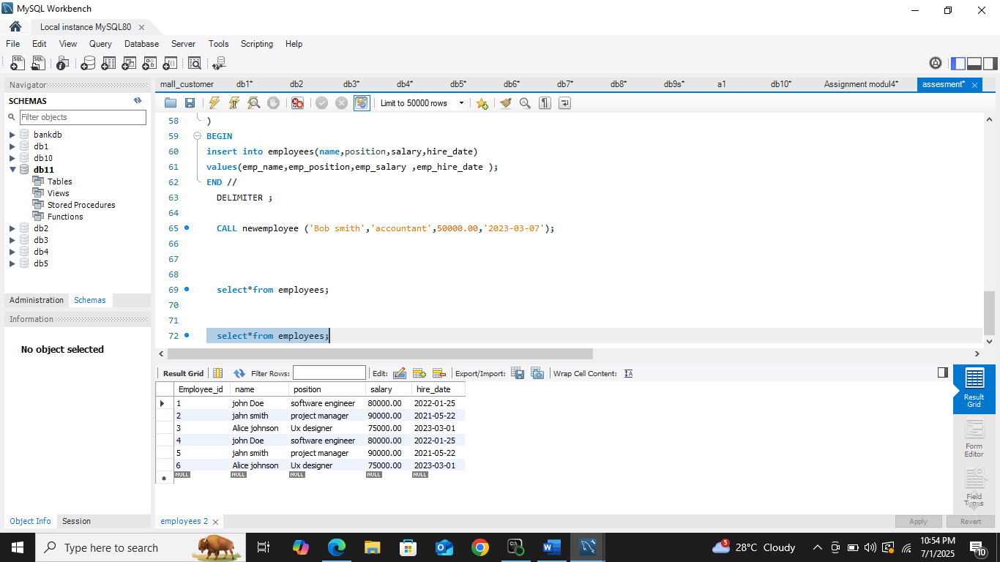 MySQL Workbench
Local instance MySQL80
File Edit View Query Database Server Tools Scripting Help
Navigator
SCHEMAS
Filter objects
bankdb
db1
db10
db11
Tables
Views
Stored Procedures
Functions
db2
db3
db4
db5
Administration Schemas
Information
No object selected
Object Info Session
mall_customer db1* db2 db3* db4* db5* db6* db7* db8* db9s* a1 db10* Assignment modul4* assesment*
Limit to 50000 rows
58 )
59 BEGIN
60 insert into employees(name,position,salary,hire_date)
61 values(emp_name,emp_position,emp_salary ,emp_hire_date );
62 END //
63 DELIMITER ;
64
65 CALL newemployee ('Bob smith','accountant',50000.00,'2023-03-07');
66
67
68
69 select*from employees;
70
71
72 select*from employees;
Result Grid Filter Rows: Edit: Export/Import: Wrap Cell Content:
Employee_id name position salary hire_date
1 john Doe software engineer 80000.00 2022-01-25
2 jahn smith project manager 90000.00 2021-05-22
3 Alice johnson Ux designer 75000.00 2023-03-01
4 john Doe software engineer 80000.00 2022-01-25
5 jahn smith project manager 90000.00 2021-05-22
6 Alice johnson Ux designer 75000.00 2023-03-01
NULL NULL NULL NULL NULL
Result
Grid
Form
Editor
Field
Types
employees 2
Apply Revert
Type here to search
5
28°C Cloudy
10:54 PM
7/1/2025
10